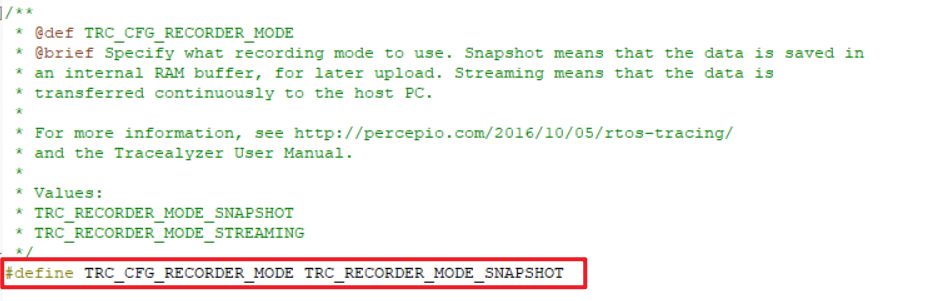 /**
 * @def TRC_CFG_RECORDER_MODE
 * @brief Specify what recording mode to use. Snapshot means that the data is saved in
 * an internal RAM buffer, for later upload. Streaming means that the data is
 * transferred continuously to the host PC.
 *
 * For more information, see http://percepio.com/2016/10/05/rtos-tracing/
 * and the Tracealyzer User Manual.
 *
 * Values:
 * TRC_RECORDER_MODE_SNAPSHOT
 * TRC_RECORDER_MODE_STREAMING
 */
#define TRC_CFG_RECORDER_MODE TRC_RECORDER_MODE_SNAPSHOT